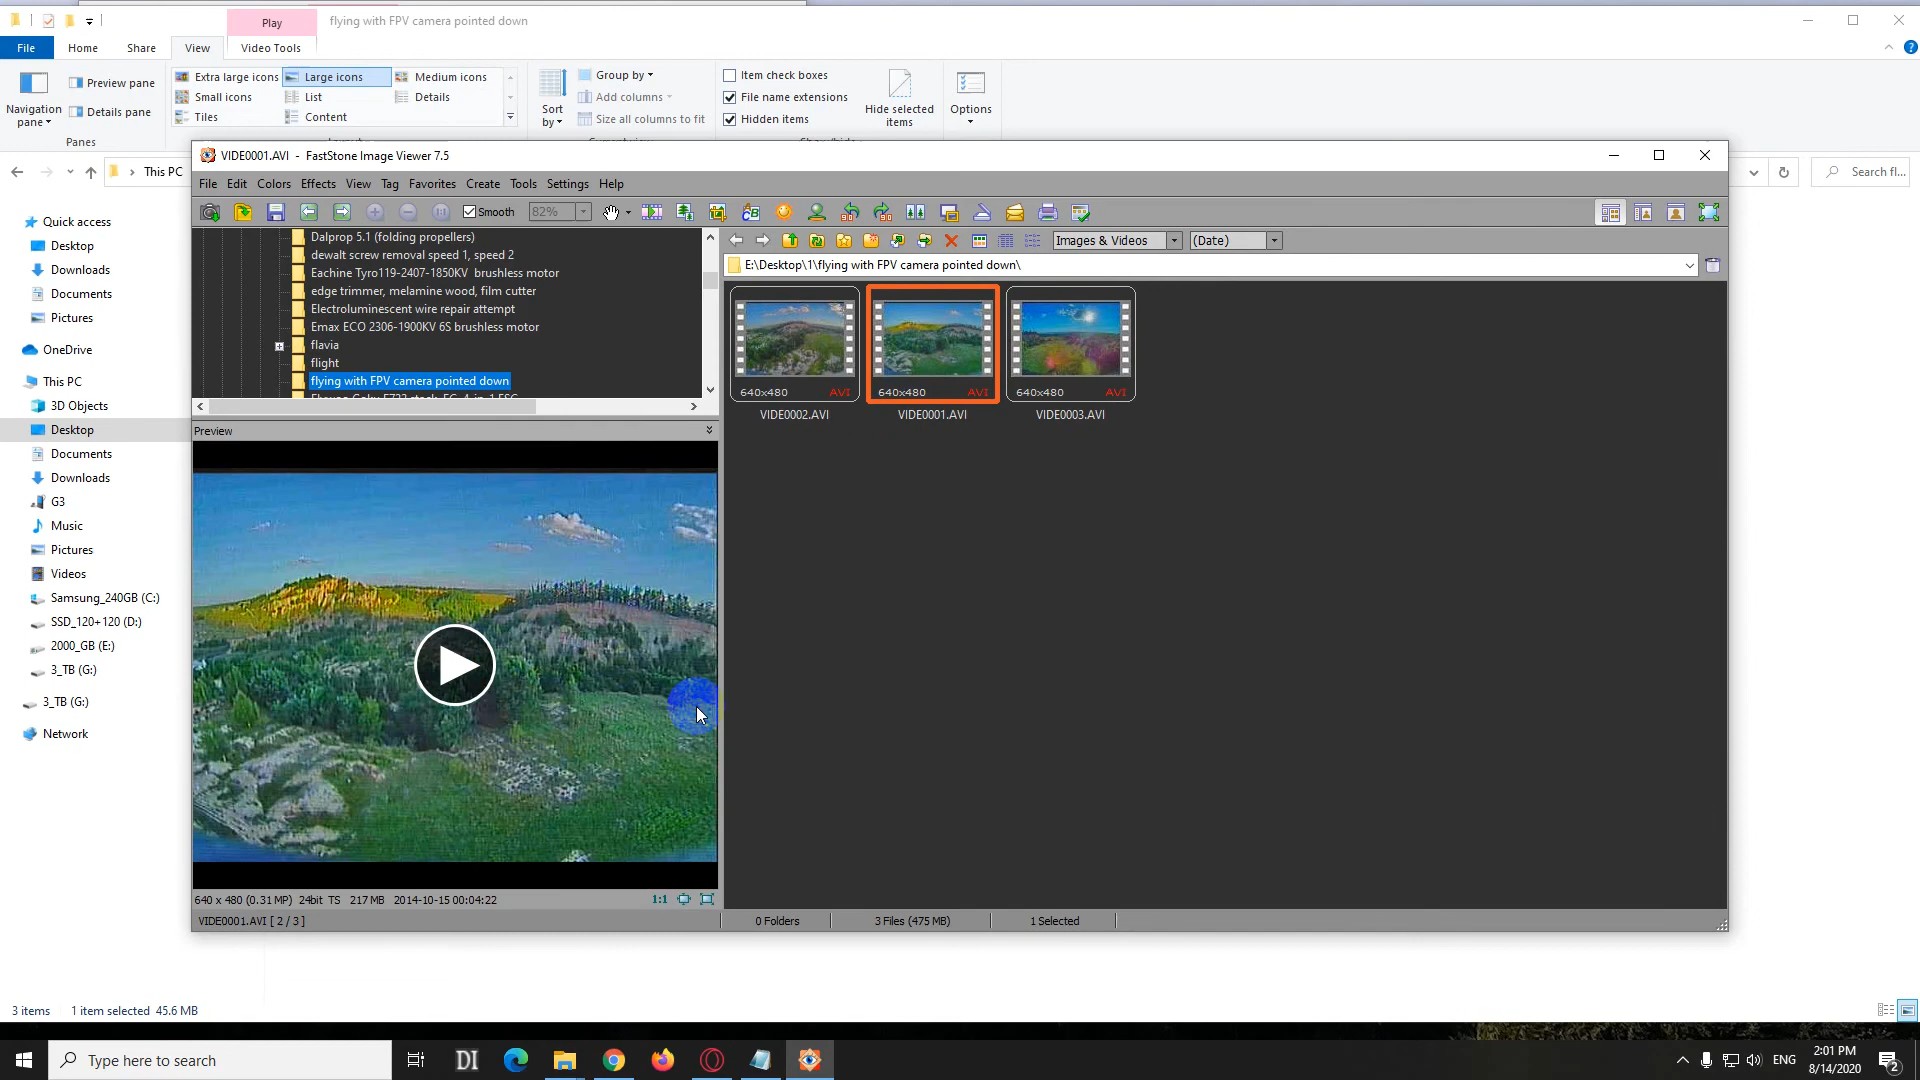 Play
flying with FPV camera pointed down
File
Home
Share
View
Video Tools
Navigation pane
Preview pane
Details pane
Panes
Extra large icons
Large icons
Medium icons
Small icons
List
Details
Tiles
Content
Sort by
Group by
Add columns
Size all columns to fit
Item check boxes
File name extensions
Hidden items
Hide selected items
Options
This PC
Search fl...
VIDE0001.AVI - FastStone Image Viewer 7.5
File Edit Colors Effects View Tag Favorites Create Tools Settings Help
Smooth
82%
Images & Videos
(Date)
E:\Desktop\1\flying with FPV camera pointed down\
Quick access
Desktop
Downloads
Documents
Pictures
OneDrive
This PC
3D Objects
Desktop
Documents
Downloads
G3
Music
Pictures
Videos
Samsung_240GB (C:)
SSD_120+120 (D:)
2000_GB (E:)
3_TB (G:)
3_TB (G:)
Network
Dalprop 5.1 (folding propellers)
dewalt screw removal speed 1, speed 2
Eachine Tyro119-2407-1850KV brushless motor
edge trimmer, melamine wood, film cutter
Electroluminescent wire repair attempt
Emax ECO 2306-1900KV 6S brushless motor
flavia
flight
flying with FPV camera pointed down
Preview
640x480 AVI
VIDE0002.AVI
640x480 AVI
VIDE0001.AVI
640x480 AVI
VIDE0003.AVI
640 x 480 (0.31 MP) 24bit TS 217 MB 2014-10-15 00:04:22
1:1
VIDE0001.AVI [ 2 / 3 ]
0 Folders
3 Files (475 MB)
1 Selected
3 items
1 item selected 45.6 MB
Type here to search
DI
ENG
2:01 PM
8/14/2020
2